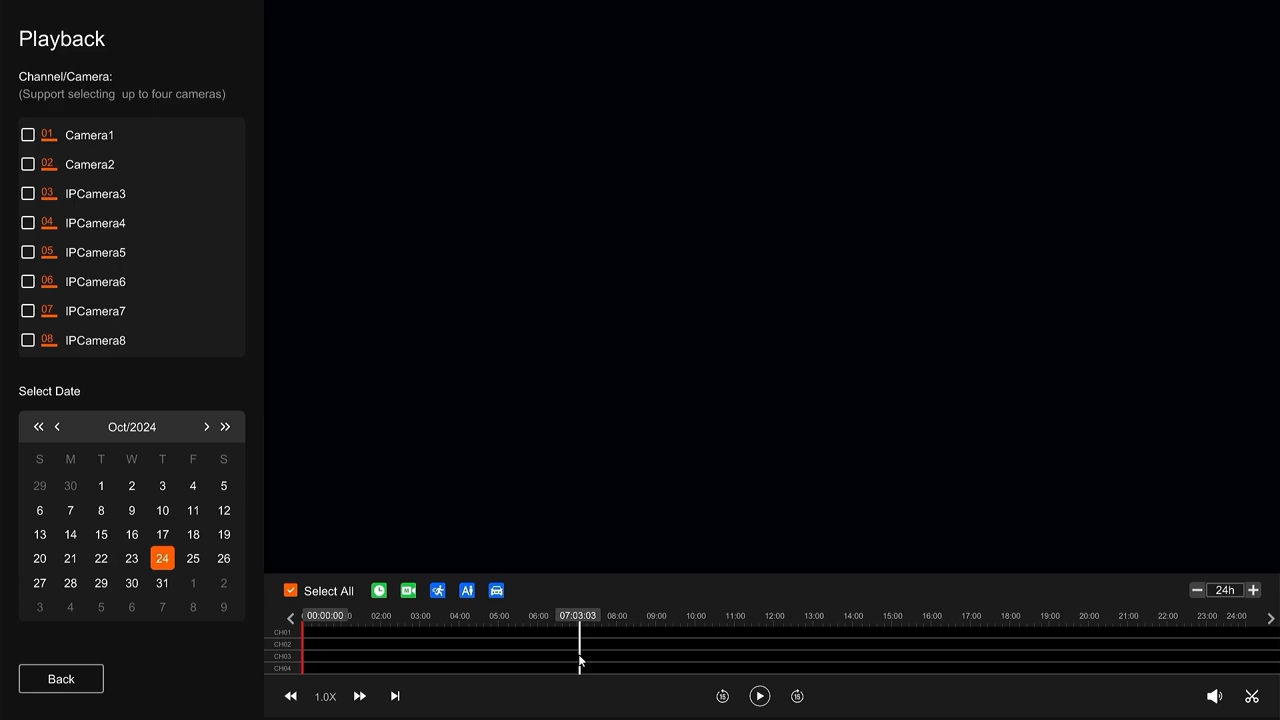 Playback
Channel/Camera:
(Support selecting up to four cameras)
01 Camera1
02 Camera2
03 IPCamera3
04 IPCamera4
05 IPCamera5
06 IPCamera6
07 IPCamera7
08 IPCamera8
Select Date
Oct/2024
S M T W T F S
29 30 1 2 3 4 5
6 7 8 9 10 11 12
13 14 15 16 17 18 19
20 21 22 23 24 25 26
27 28 29 30 31 1 2
3 4 5 6 7 8 9
Back
Select All 24h
00:00:00 02:00 03:00 04:00 05:00 06:00 07:03:03 08:00 09:00 10:00 11:00 12:00 13:00 14:00 15:00 16:00 17:00 18:00 19:00 20:00 21:00 22:00 23:00 24:00
CH01
CH02
CH03
CH04
1.0X 15 15